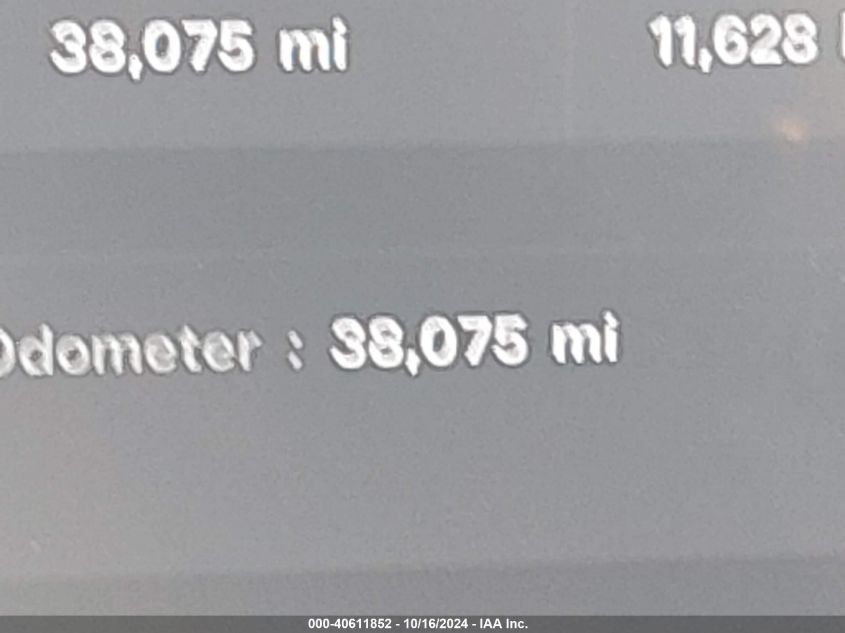 38,075 mi 11,628
Odometer : 38,075 mi
000-40611852 - 10/16/2024 - IAA Inc.